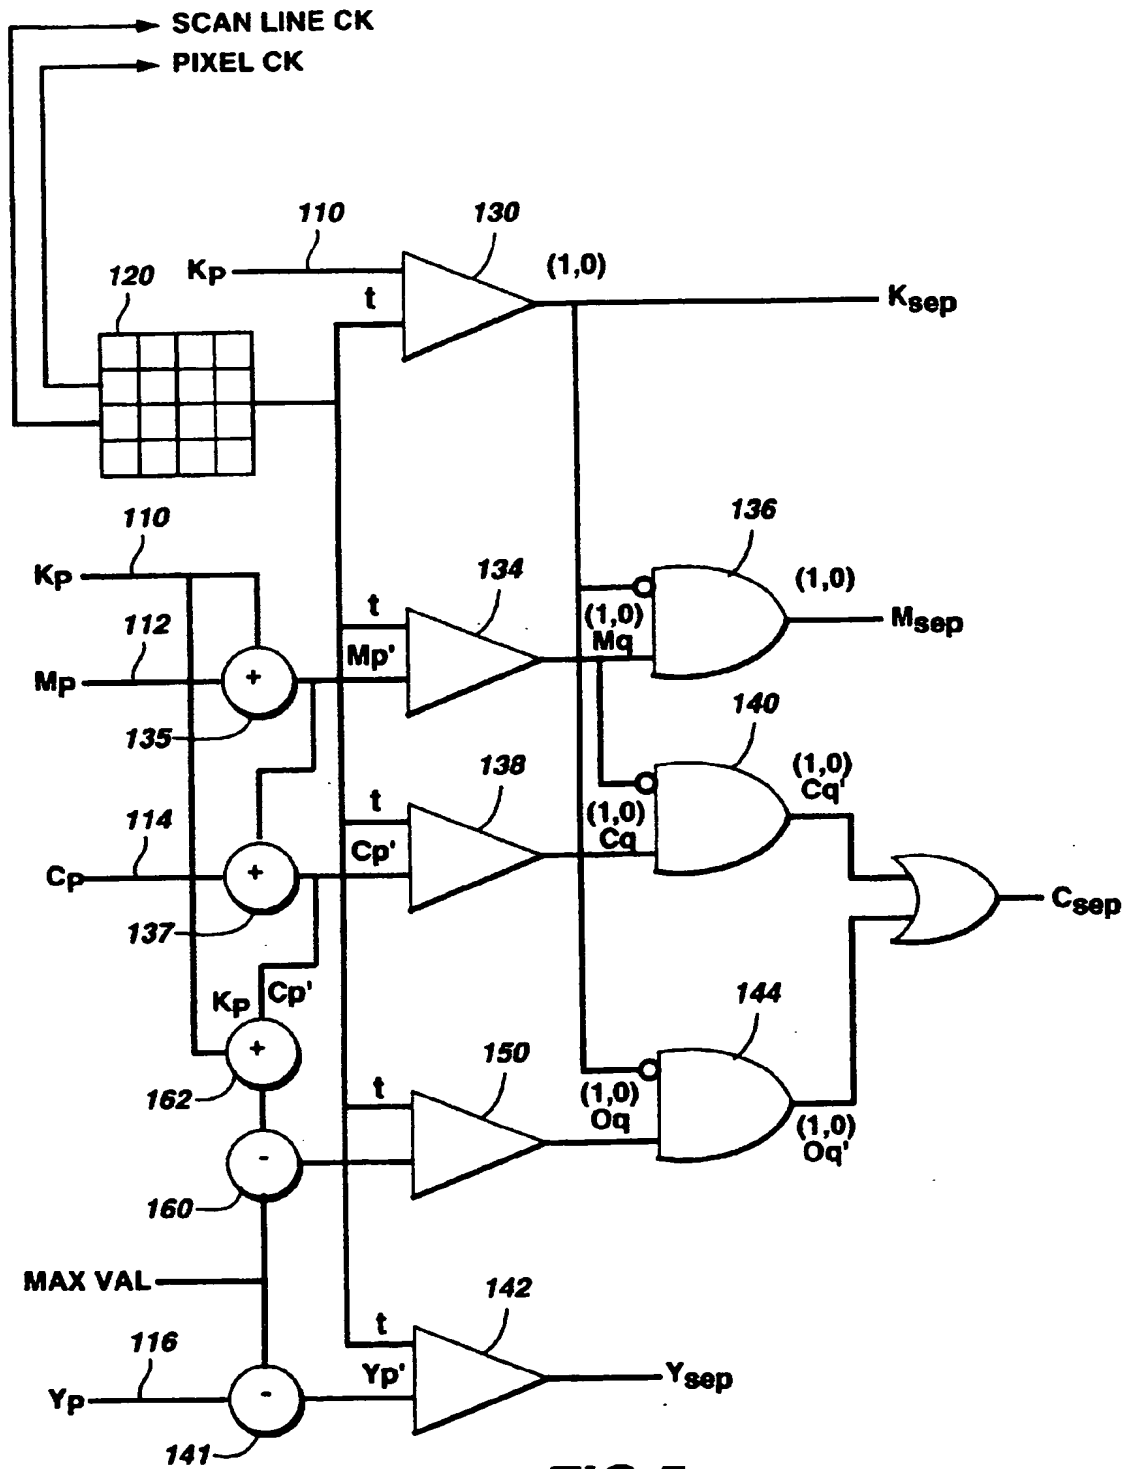 SCAN LINE CK
PIXEL CK
110
130
KP
(1,0)
120
t
Ksep
110
136
KP
134
(1,0)
t
(1,0)
112
Mq
Msep
Mp'
MP
+
135
140
138
(1,0)
Cq'
t
(1,0)
114
Cq
Cp'
CP
+
Csep
137
KP
Cp'
144
+
150
162
t
(1,0)
Oq
(1,0)
Oq'
-
160
MAX VAL
142
t
116
Yp'
Ysep
YP
-
141